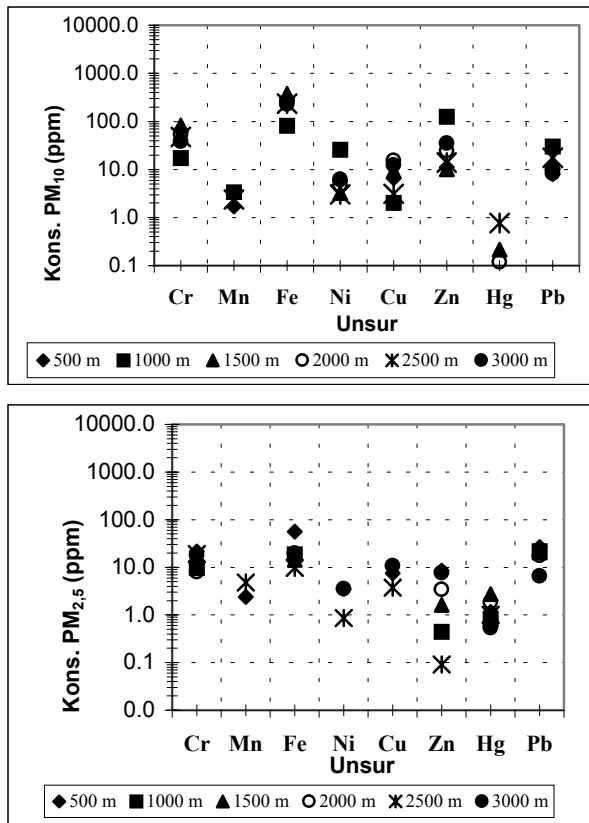 10000.0
1000.0
100.0
10.0
1.0
0.1
Kons. PM10 (ppm)
Cr Mn Fe Ni Cu Zn Hg Pb
Unsur
500 m 1000 m 1500 m 2000 m 2500 m 3000 m
10000.0
1000.0
100.0
10.0
1.0
0.1
0.0
Kons. PM2,5 (ppm)
Cr Mn Fe Ni Cu Zn Hg Pb
Unsur
500 m 1000 m 1500 m 2000 m 2500 m 3000 m